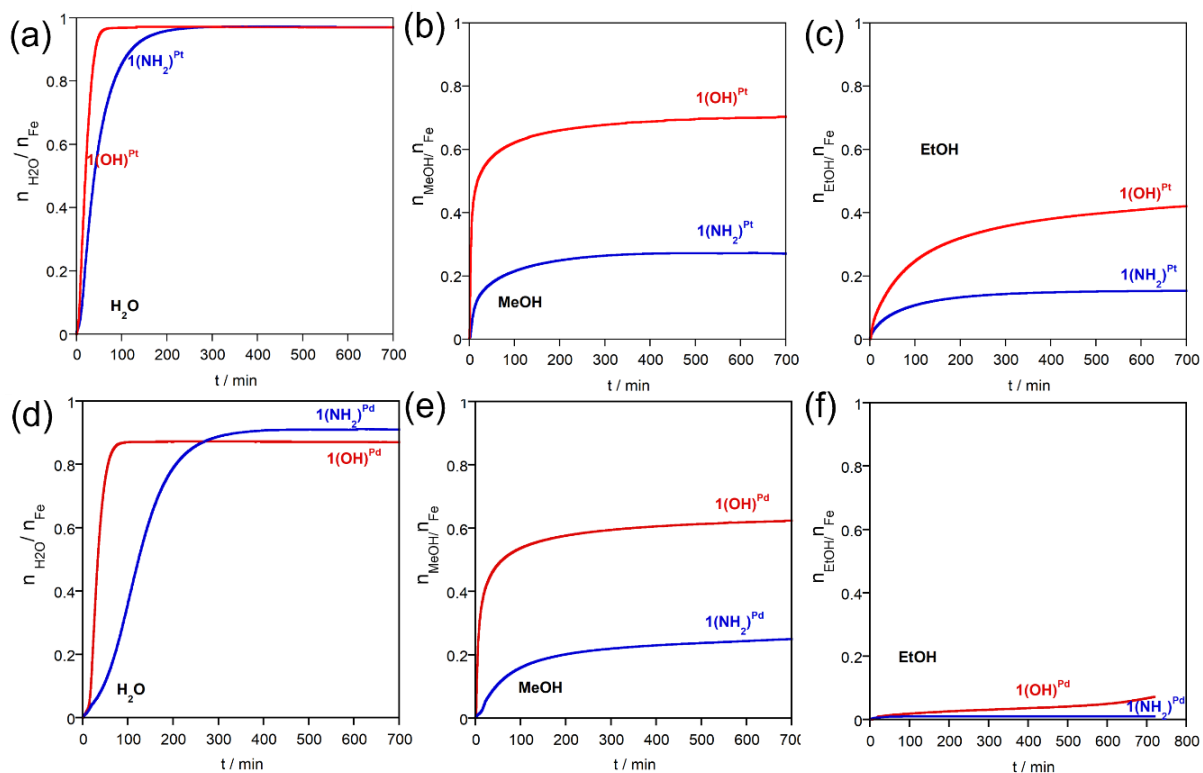 (a)
n H2O/ n Fe
1
0.8
0.6
0.4
0.2
0
1(NH2)Pt
1(OH)Pt
H2O
0 100 200 300 400 500 600 700
t / min
(b)
nMeOH/ nFe
1
0.8
0.6
0.4
0.2
0
1(OH)Pt
1(NH2)Pt
MeOH
0 100 200 300 400 500 600 700
t / min
(c)
nEtOH/ nFe
1
0.8
0.6
0.4
0.2
0
EtOH
1(OH)Pt
1(NH2)Pt
0 100 200 300 400 500 600 700
t / min
(d)
n H2O/ n Fe
1
0.8
0.6
0.4
0.2
0
1(NH2)Pd
1(OH)Pd
H2O
0 100 200 300 400 500 600 700
t / min
(e)
nMeOH/ nFe
1
0.8
0.6
0.4
0.2
0
1(OH)Pd
1(NH2)Pd
MeOH
0 100 200 300 400 500 600 700
t / min
(f)
nEtOH/ nFe
1
0.8
0.6
0.4
0.2
0
EtOH
1(OH)Pd
1(NH2)Pd
0 100 200 300 400 500 600 700 800
t / min